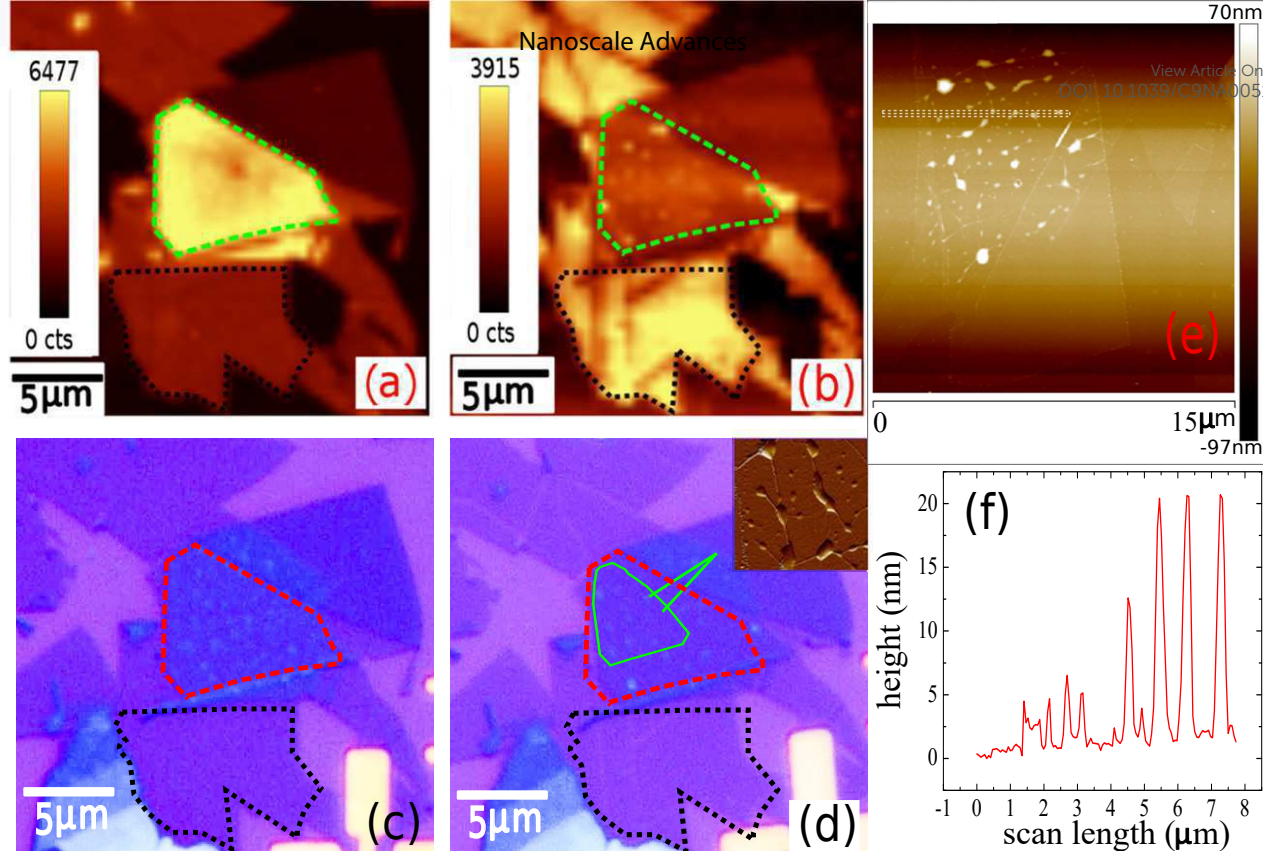 Nanoscale Advances
6477
0 cts
5μm
(a)
3915
0 cts
5μm
(b)
70nm
View Article On
DOI: 10.1039/C9NA005
(e)
0
15μm
-97nm
5μm
(c)
5μm
(d)
(f)
height (nm)
20
15
10
5
0
-1 0 1 2 3 4 5 6 7 8
scan length (μm)